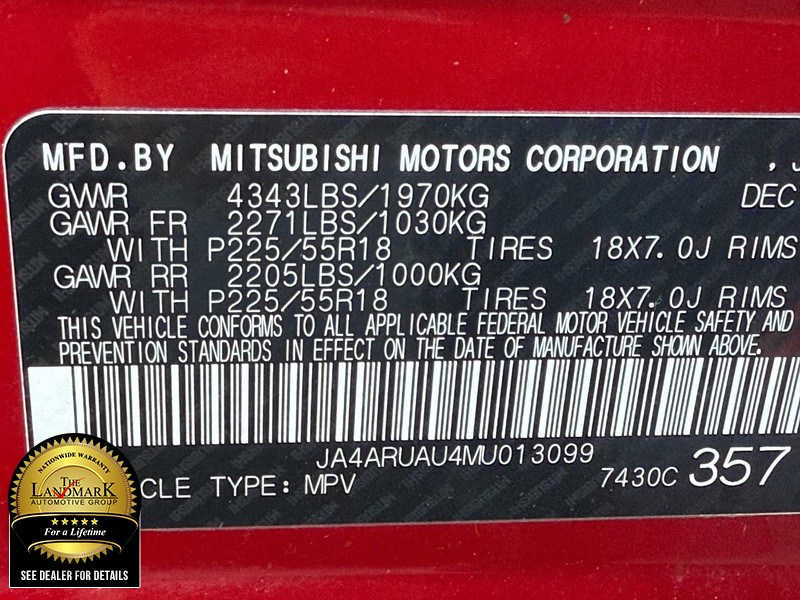 MFD.BY MITSUBISHI MOTORS CORPORATION , J
GVWR 4343LBS/1970KG DEC
GAWR FR 2271LBS/1030KG
WITH P225/55R18 TIRES 18X7.0J RIMS
GAWR RR 2205LBS/1000KG
WITH P225/55R18 TIRES 18X7.0J RIMS
THIS VEHICLE CONFORMS TO ALL APPLICABLE FEDERAL MOTOR VEHICLE SAFETY AND
PREVENTION STANDARDS IN EFFECT ON THE DATE OF MANUFACTURE SHOWN ABOVE.
JA4ARUAU4MU013099
CLE TYPE: MPV 7430C 357
NATIONWIDE WARRANTY
THE
LANDMARK
AUTOMOTIVE GROUP
For a Lifetime
SEE DEALER FOR DETAILS